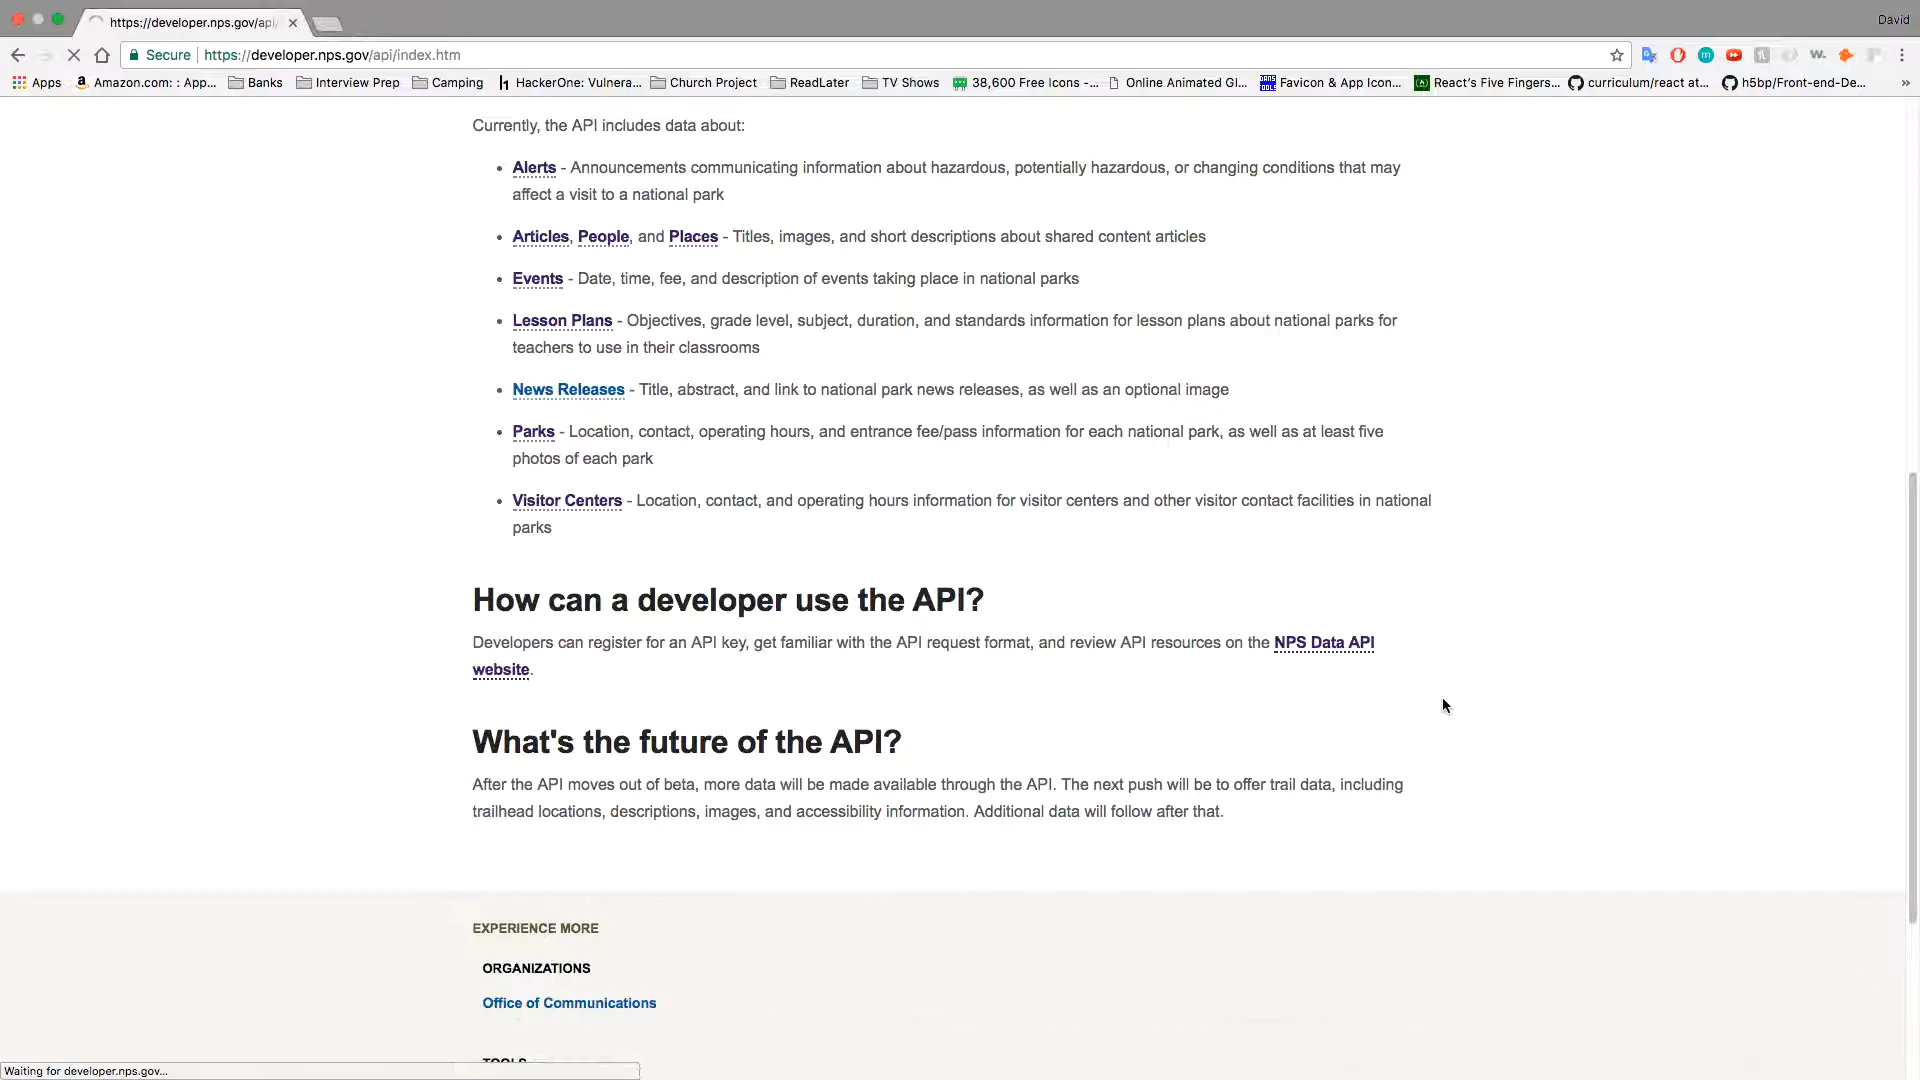 https://developer.nps.gov/api/
David
Secure
https://developer.nps.gov/api/index.htm
Apps
Amazon.com: : App...
Banks
Interview Prep
Camping
HackerOne: Vulnera...
Church Project
ReadLater
TV Shows
38,600 Free Icons -...
Online Animated GI...
Favicon & App Icon...
React's Five Fingers...
curriculum/react at...
h5bp/Front-end-De...
Currently, the API includes data about:
• Alerts - Announcements communicating information about hazardous, potentially hazardous, or changing conditions that may
affect a visit to a national park
• Articles, People, and Places - Titles, images, and short descriptions about shared content articles
• Events - Date, time, fee, and description of events taking place in national parks
• Lesson Plans - Objectives, grade level, subject, duration, and standards information for lesson plans about national parks for
teachers to use in their classrooms
• News Releases - Title, abstract, and link to national park news releases, as well as an optional image
• Parks - Location, contact, operating hours, and entrance fee/pass information for each national park, as well as at least five
photos of each park
• Visitor Centers - Location, contact, and operating hours information for visitor centers and other visitor contact facilities in national
parks
How can a developer use the API?
Developers can register for an API key, get familiar with the API request format, and review API resources on the NPS Data API
website.
What's the future of the API?
After the API moves out of beta, more data will be made available through the API. The next push will be to offer trail data, including
trailhead locations, descriptions, images, and accessibility information. Additional data will follow after that.
EXPERIENCE MORE
ORGANIZATIONS
Office of Communications
TOOLS
Waiting for developer.nps.gov...